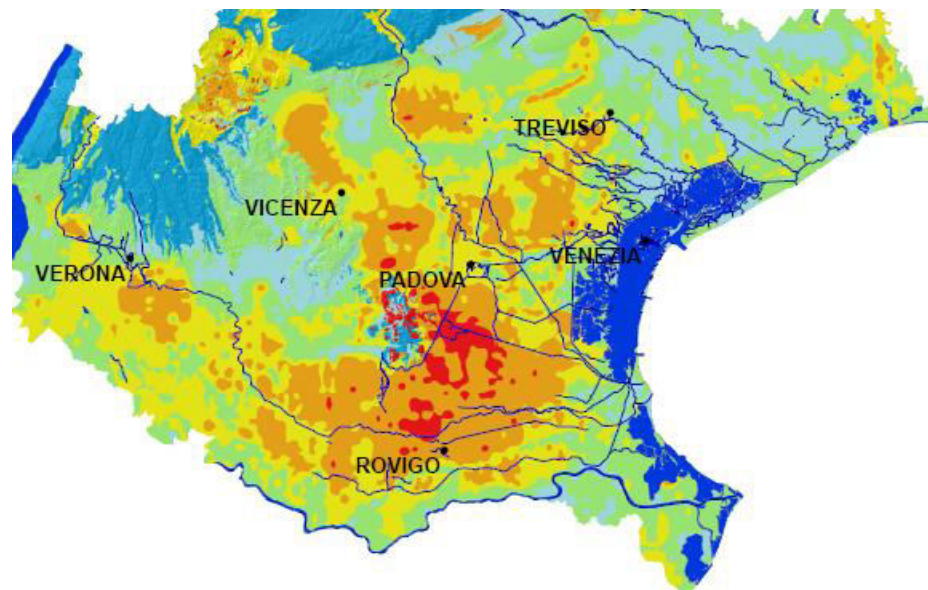 TREVISO
VICENZA
VENEZIA
VERONA
PADOVA
ROVIGO